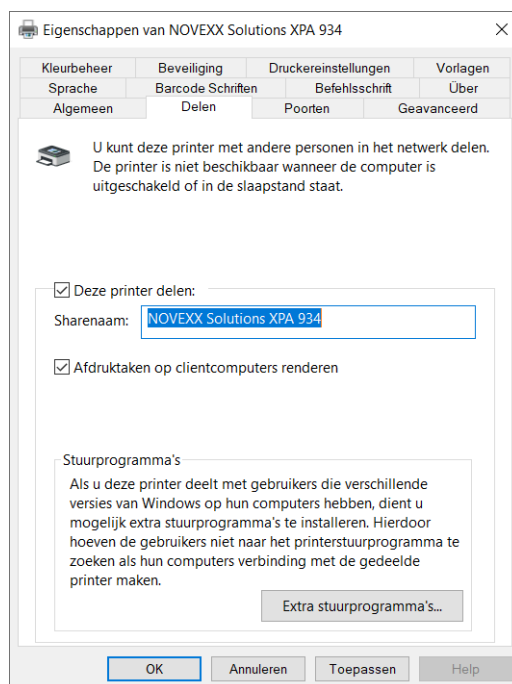 Eigenschappen van NOVEXX Solutions XPA 934
Kleurbeheer Beveiliging Druckereinstellungen Vorlagen
Sprache Barcode Schriften Befehlsschrift Über
Algemeen Delen Poorten Geavanceerd
U kunt deze printer met andere personen in het netwerk delen.
De printer is niet beschikbaar wanneer de computer is
uitgeschakeld of in de slaapstand staat.
Deze printer delen:
Sharenaam: NOVEXX Solutions XPA 934
Afdruktaken op clientcomputers renderen
Stuurprogramma's
Als u deze printer deelt met gebruikers die verschillende
versies van Windows op hun computers hebben, dient u
mogelijk extra stuurprogramma's te installeren. Hierdoor
hoeven de gebruikers niet naar het printerstuurprogramma te
zoeken als hun computers verbinding met de gedeelde
printer maken.
Extra stuurprogramma's...
OK Annuleren Toepassen Help